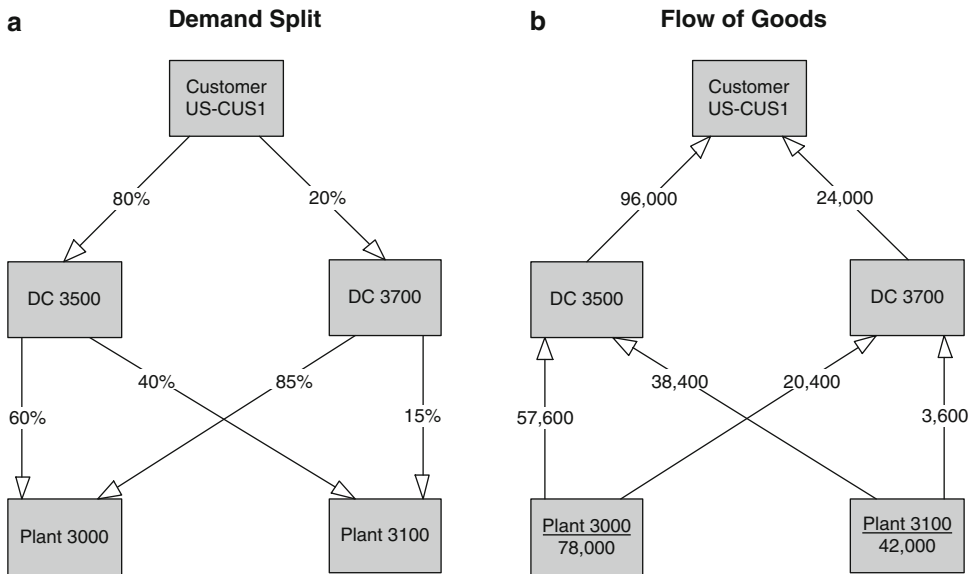 a
Demand Split
Customer
US-CUS1
80%
20%
DC 3500
DC 3700
40%
85%
60%
15%
Plant 3000
Plant 3100
b
Flow of Goods
Customer
US-CUS1
96,000
24,000
DC 3500
DC 3700
38,400
20,400
57,600
3,600
Plant 3000
78,000
Plant 3100
42,000